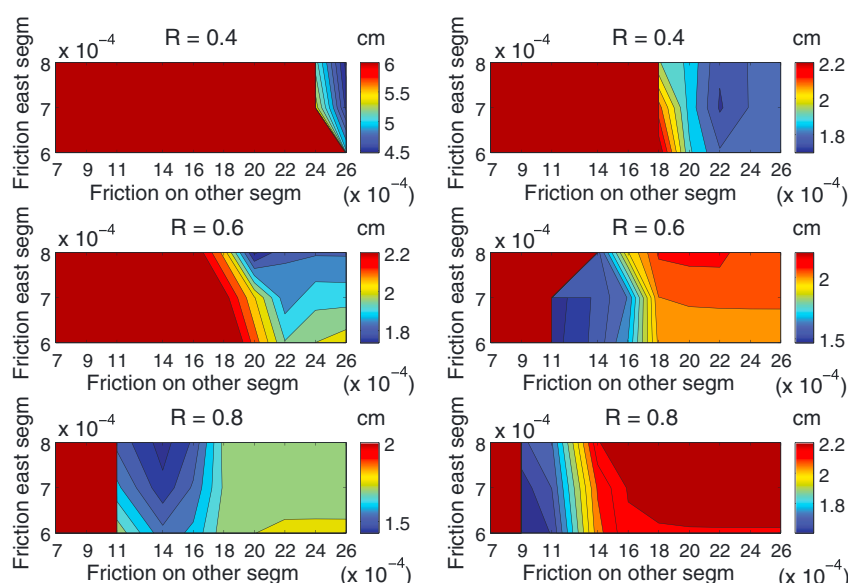 x 10⁻⁴ R = 0.4 cm
Friction east segm
8
7
6
7 9 11 14 16 18 20 22 24 26
Friction on other segm (x 10⁻⁴)
6
5.5
5
4.5
x 10⁻⁴ R = 0.4 cm
Friction east segm
8
7
6
7 9 11 14 16 18 20 22 24 26
Friction on other segm (x 10⁻⁴)
2.2
2
1.8
x 10⁻⁴ R = 0.6 cm
Friction east segm
8
7
6
7 9 11 14 16 18 20 22 24 26
Friction on other segm (x 10⁻⁴)
2.2
2
1.8
x 10⁻⁴ R = 0.6 cm
Friction east segm
8
7
6
7 9 11 14 16 18 20 22 24 26
Friction on other segm (x 10⁻⁴)
2
1.5
x 10⁻⁴ R = 0.8 cm
Friction east segm
8
7
6
7 9 11 14 16 18 20 22 24 26
Friction on other segm (x 10⁻⁴)
2
1.5
x 10⁻⁴ R = 0.8 cm
Friction east segm
8
7
6
7 9 11 14 16 18 20 22 24 26
Friction on other segm (x 10⁻⁴)
2.2
2
1.8